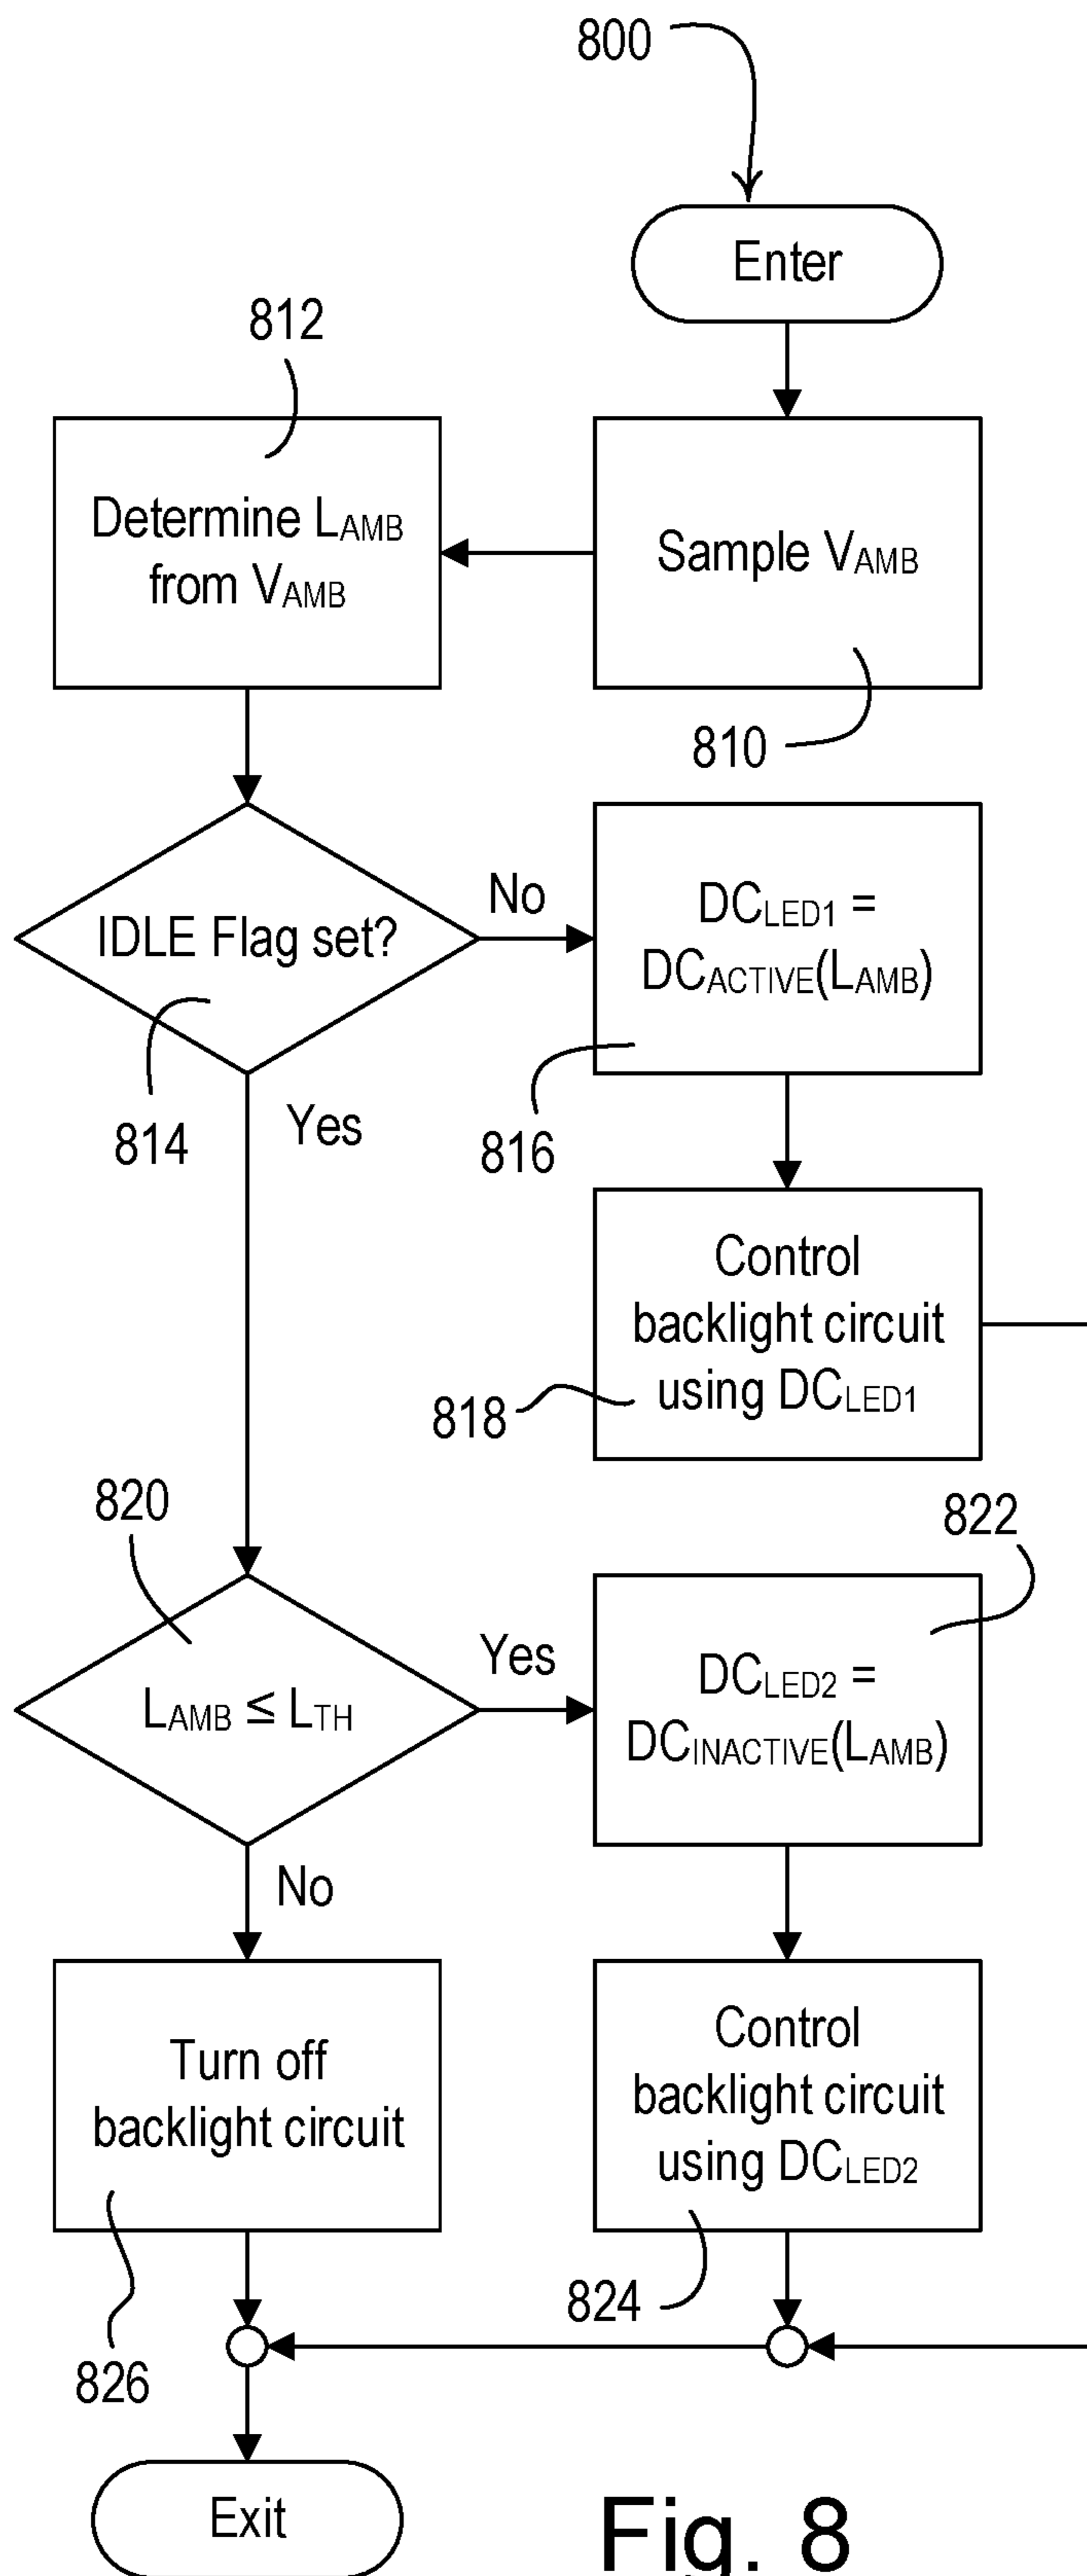 800
Enter
812
Determine LAMB
from VAMB
Sample VAMB
810
IDLE Flag set?
No
DCLED1 =
DCACTIVE(LAMB)
814
Yes
816
Control
backlight circuit
using DCLED1
818
820
822
LAMB ≤ LTH
Yes
DCLED2 =
DCINACTIVE(LAMB)
No
Turn off
backlight circuit
Control
backlight circuit
using DCLED2
824
826
Exit
Fig. 8